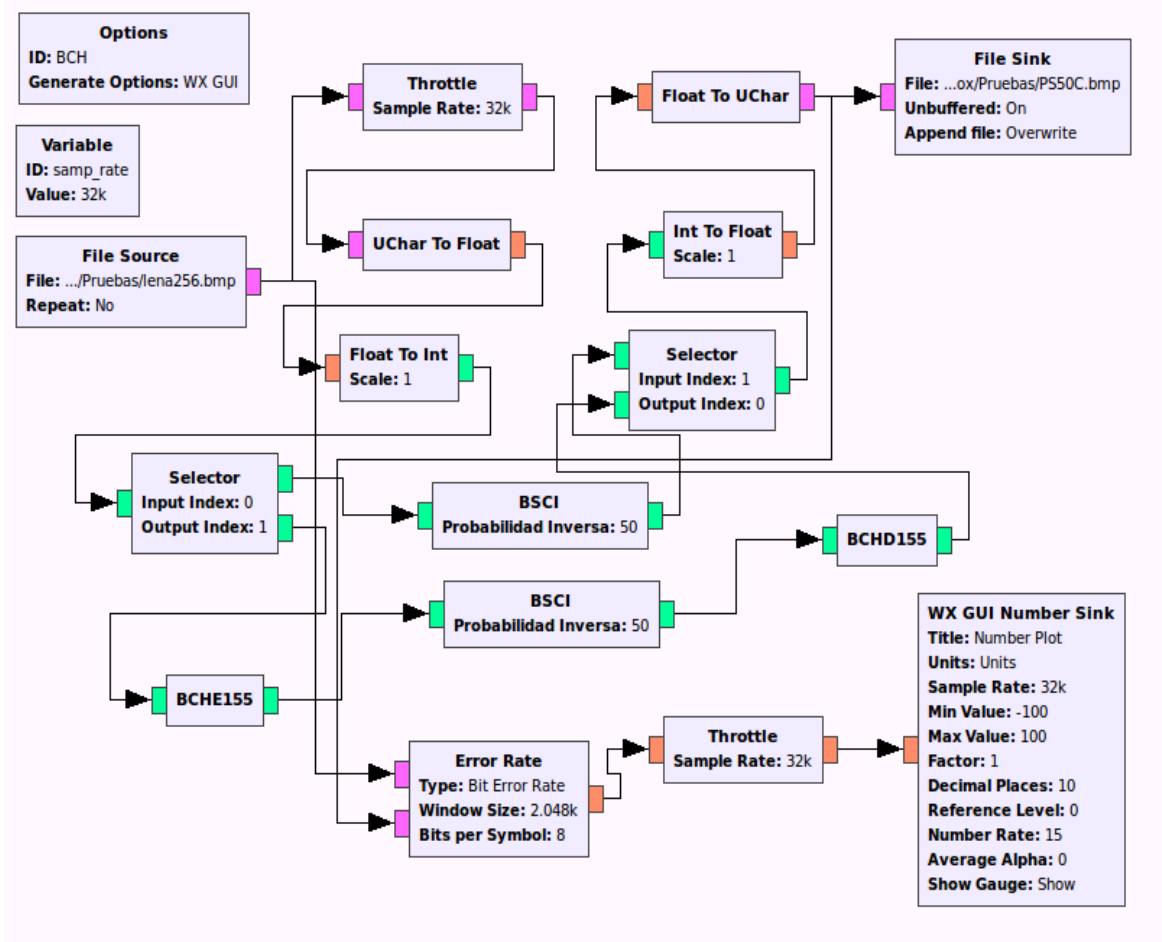 Options
ID: BCH
Generate Options: WX GUI
Variable
ID: samp_rate
Value: 32k
File Source
File: .../Pruebas/lena256.bmp
Repeat: No
Throttle
Sample Rate: 32k
UChar To Float
Float To Int
Scale: 1
Float To UChar
File Sink
File: ...ox/Pruebas/PS50C.bmp
Unbuffered: On
Append file: Overwrite
Int To Float
Scale: 1
Selector
Input Index: 1
Output Index: 0
Selector
Input Index: 0
Output Index: 1
BSCI
Probabilidad Inversa: 50
BCHD155
BSCI
Probabilidad Inversa: 50
BCHE155
Error Rate
Type: Bit Error Rate
Window Size: 2.048k
Bits per Symbol: 8
Throttle
Sample Rate: 32k
WX GUI Number Sink
Title: Number Plot
Units: Units
Sample Rate: 32k
Min Value: -100
Max Value: 100
Factor: 1
Decimal Places: 10
Reference Level: 0
Number Rate: 15
Average Alpha: 0
Show Gauge: Show